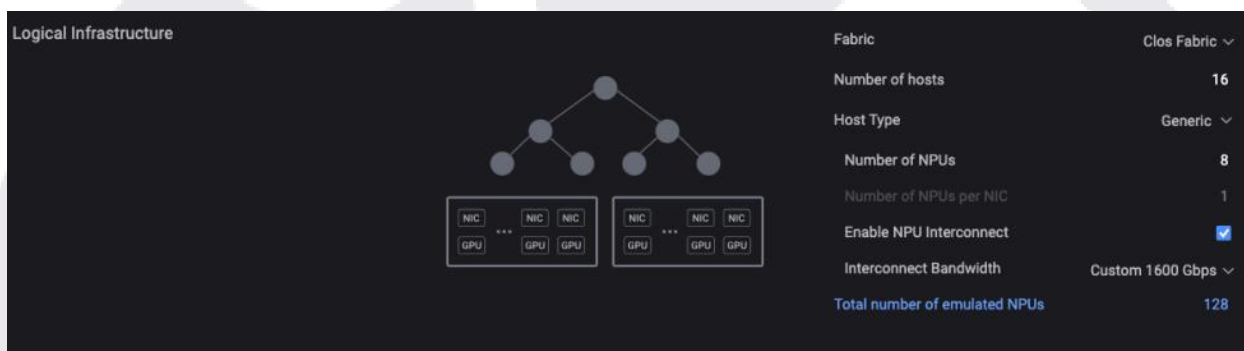 Logical Infrastructure
NIC ... NIC NIC
GPU GPU GPU
NIC ... NIC NIC
GPU GPU GPU
Fabric Clos Fabric
Number of hosts 16
Host Type Generic
Number of NPUs 8
Number of NPUs per NIC 1
Enable NPU Interconnect
Interconnect Bandwidth Custom 1600 Gbps
Total number of emulated NPUs 128